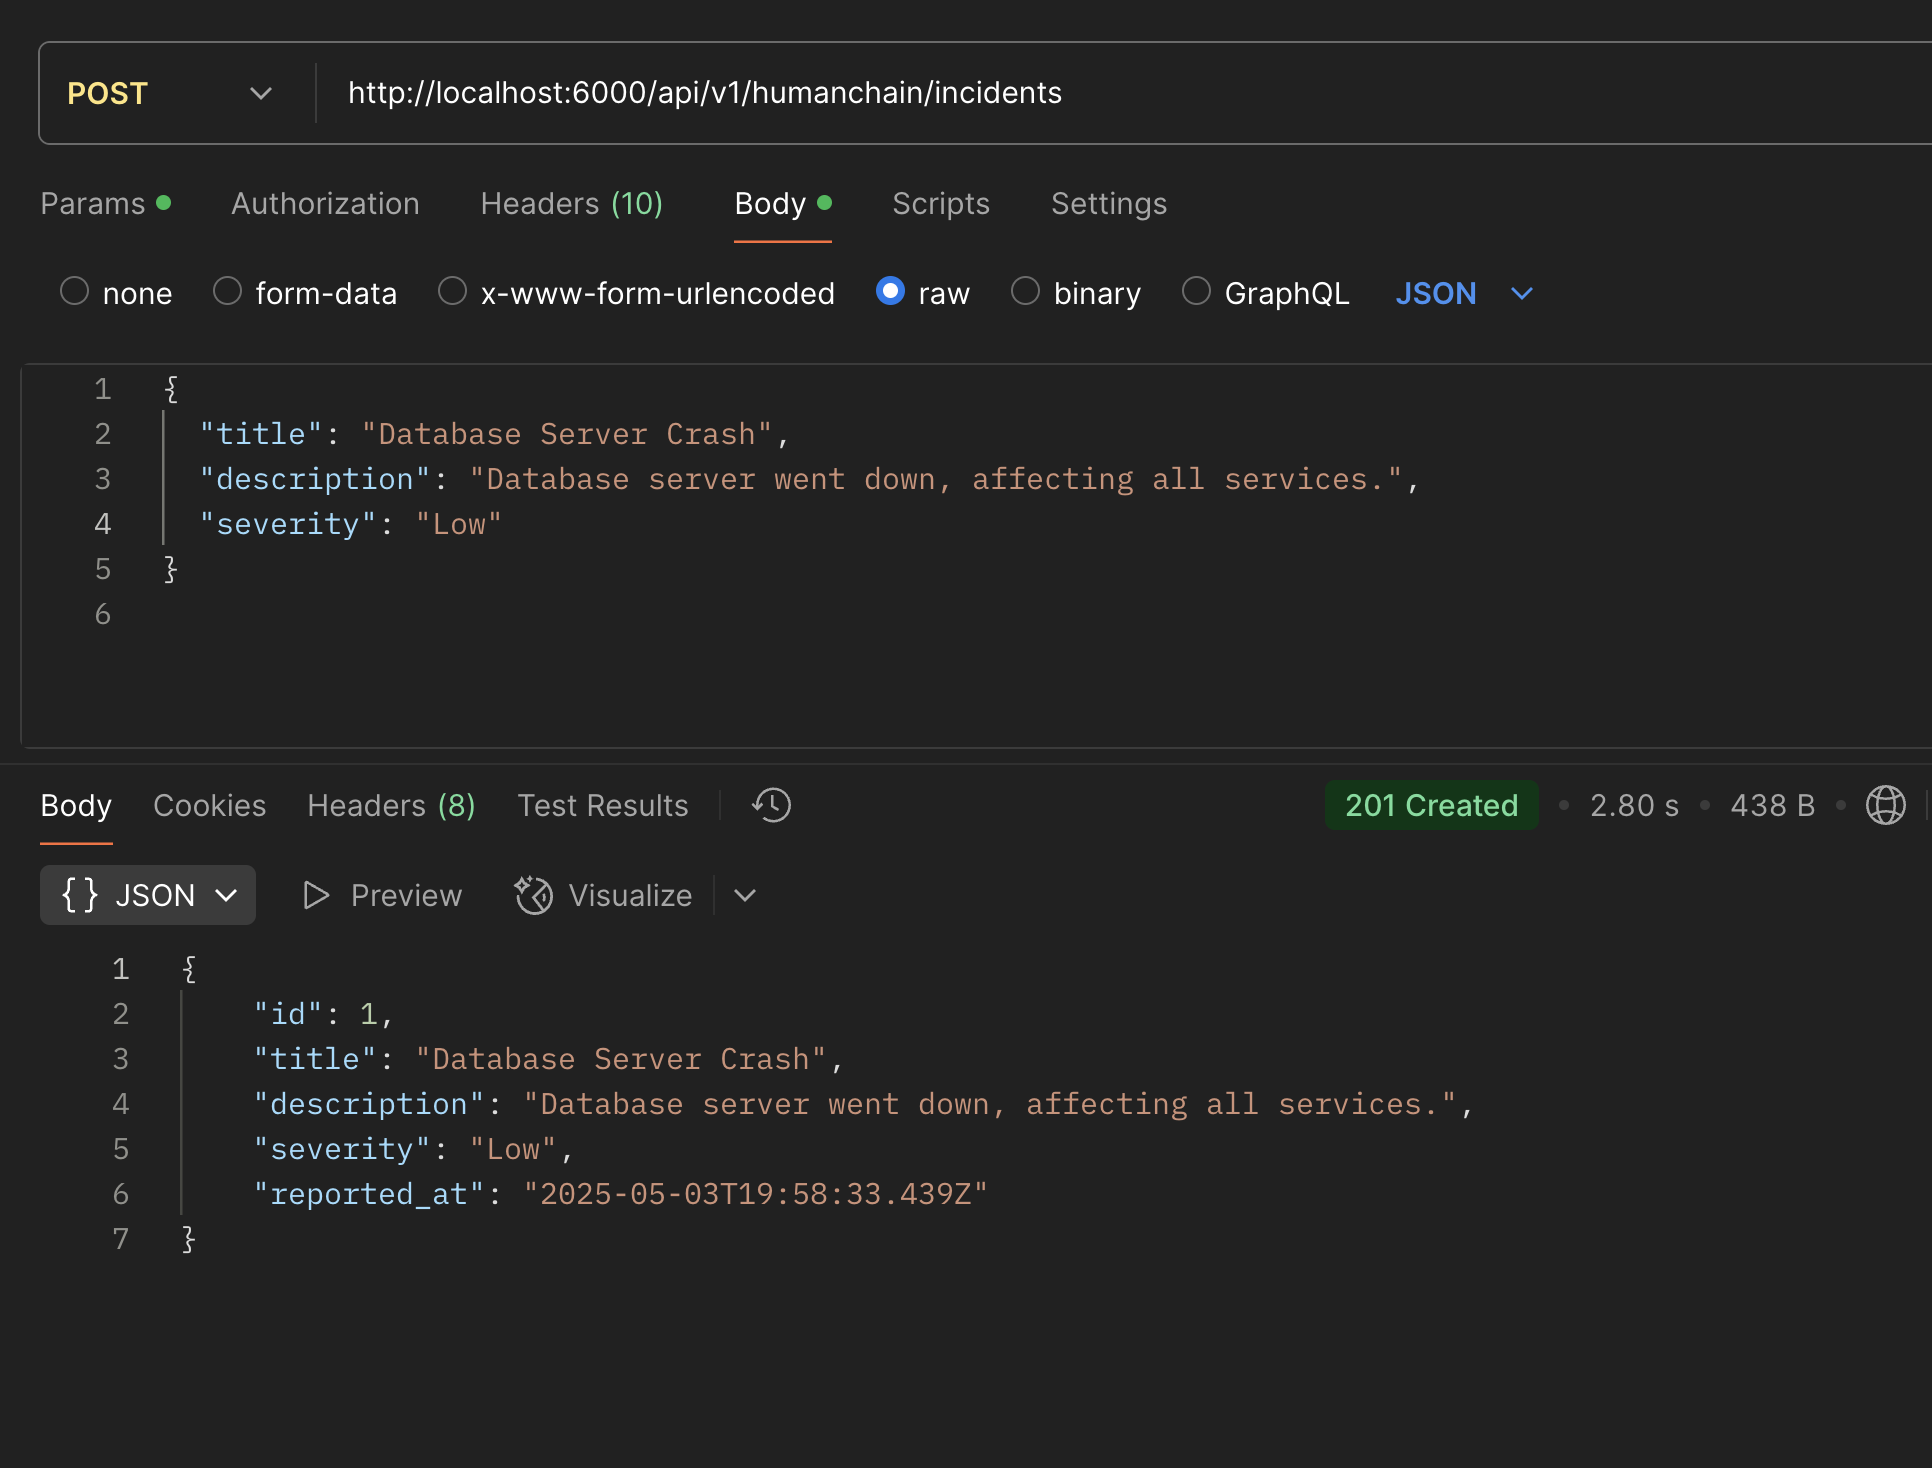 POST http://localhost:6000/api/v1/humanchain/incidents
Params Authorization Headers (10) Body Scripts Settings
none form-data x-www-form-urlencoded raw binary GraphQL JSON
1 {
2 "title": "Database Server Crash",
3 "description": "Database server went down, affecting all services.",
4 "severity": "Low"
5 }
6
Body Cookies Headers (8) Test Results 201 Created • 2.80 s • 438 B •
{} JSON Preview Visualize
1 {
2 "id": 1,
3 "title": "Database Server Crash",
4 "description": "Database server went down, affecting all services.",
5 "severity": "Low",
6 "reported_at": "2025-05-03T19:58:33.439Z"
7 }